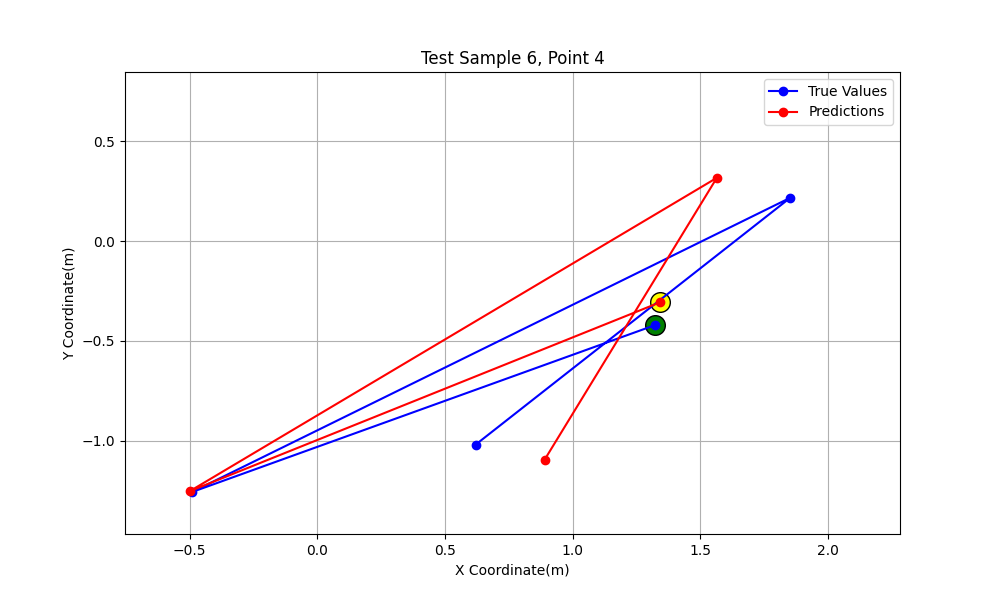 Test Sample 6, Point 4
True Values
Predictions
Y Coordinate(m)
0.5
0.0
−0.5
−1.0
−0.5
0.0
0.5
1.0
1.5
2.0
X Coordinate(m)